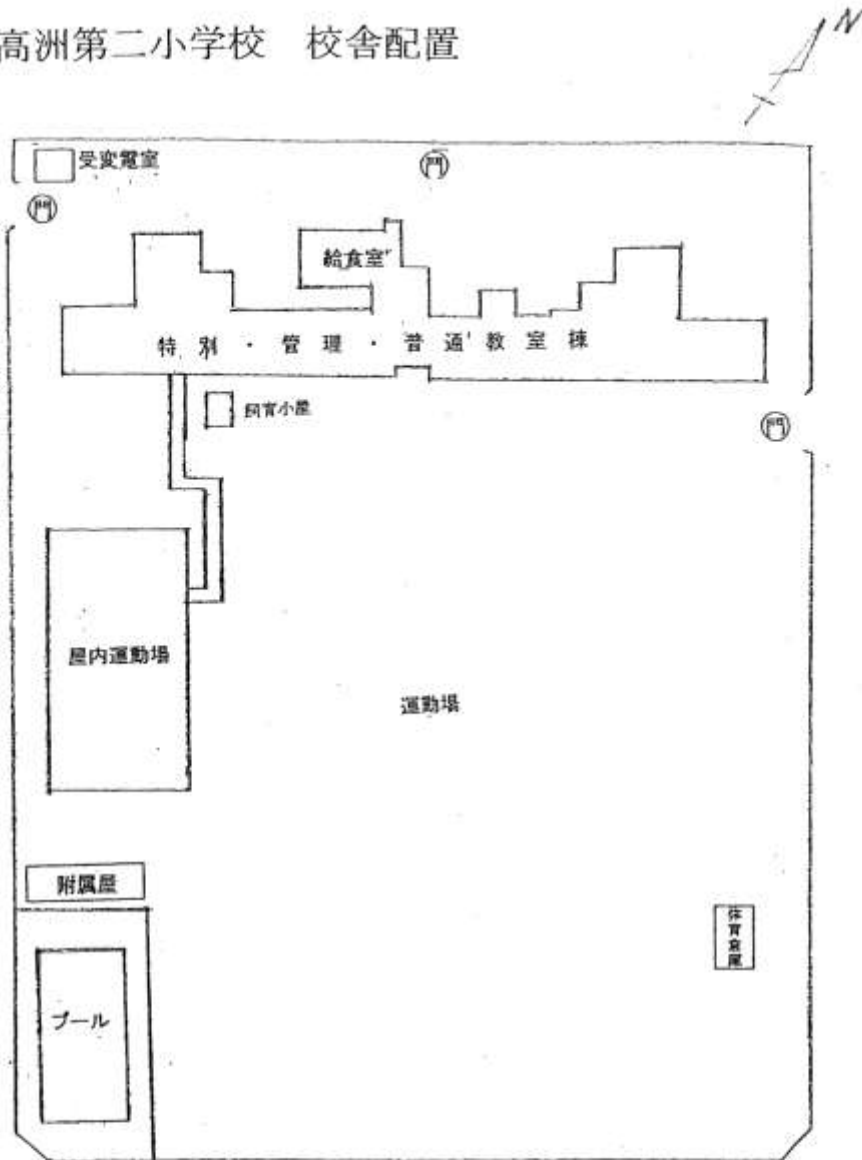 高洲第二小学校 校舎配置
N
受変電室
門
門
給食室
特別・管理・普通教室棟
飼育小屋
門
屋内運動場
運動場
附属屋
体育倉庫
プール